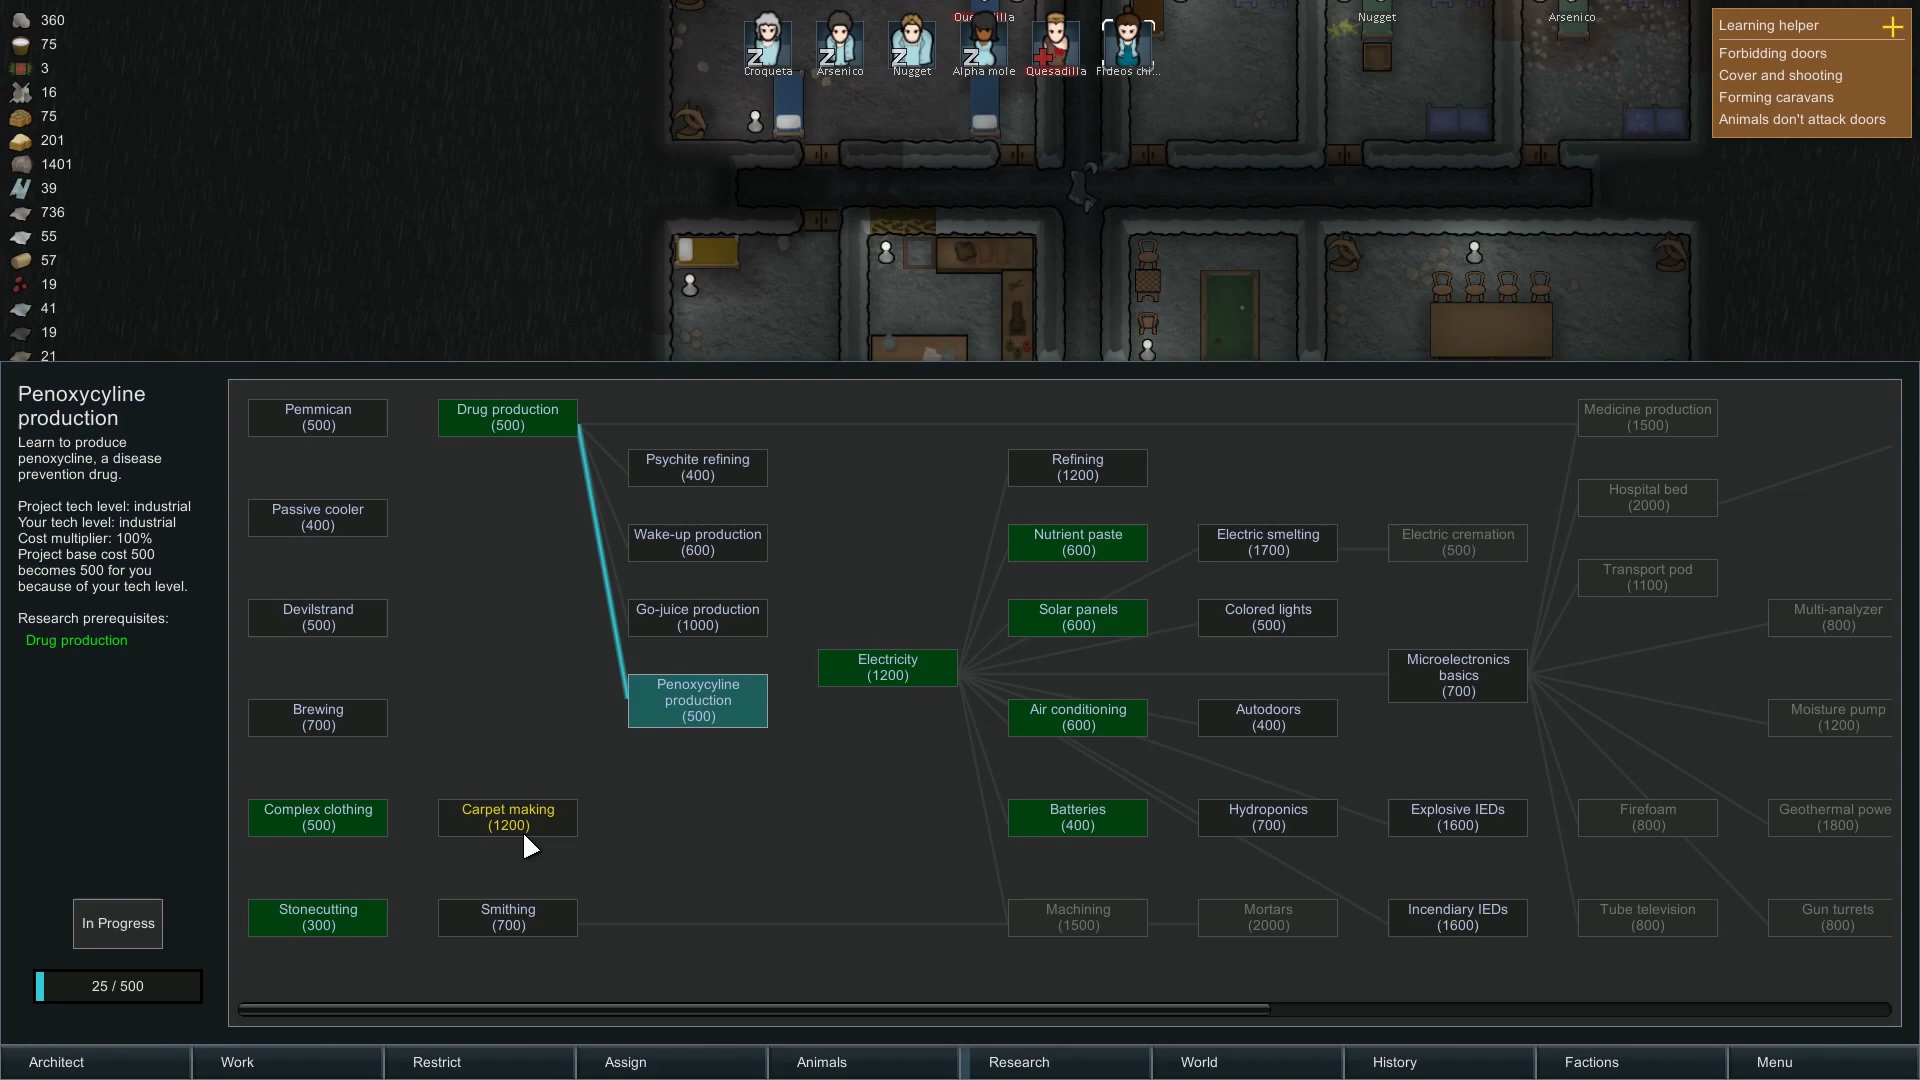 360
75
3
16
75
201
1401
39
736
55
57
19
41
19
21
Croqueta
Arsenico
Nugget
Alpha mole
Quesadilla
Fideos chi...
Nugget
Arsenico
Learning helper
Forbidding doors
Cover and shooting
Forming caravans
Animals don't attack doors
Penoxycyline
production
Learn to produce
penoxycline, a disease
prevention drug.
Project tech level: industrial
Your tech level: industrial
Cost multiplier: 100%
Project base cost 500
becomes 500 for you
because of your tech level.
Research prerequisites:
Drug production
In Progress
25 / 500
Pemmican
(500)
Drug production
(500)
Medicine production
(1500)
Psychite refining
(400)
Refining
(1200)
Hospital bed
(2000)
Passive cooler
(400)
Wake-up production
(600)
Nutrient paste
(600)
Electric smelting
(1700)
Electric cremation
(500)
Transport pod
(1100)
Devilstrand
(500)
Go-juice production
(1000)
Solar panels
(600)
Colored lights
(500)
Multi-analyzer
(800)
Penoxycyline
production
(500)
Electricity
(1200)
Microelectronics
basics
(700)
Brewing
(700)
Air conditioning
(600)
Autodoors
(400)
Moisture pump
(1200)
Complex clothing
(500)
Carpet making
(1200)
Batteries
(400)
Hydroponics
(700)
Explosive IEDs
(1600)
Firefoam
(800)
Geothermal powe
(1800)
Stonecutting
(300)
Smithing
(700)
Machining
(1500)
Mortars
(2000)
Incendiary IEDs
(1600)
Tube television
(800)
Gun turrets
(800)
Architect
Work
Restrict
Assign
Animals
Research
World
History
Factions
Menu